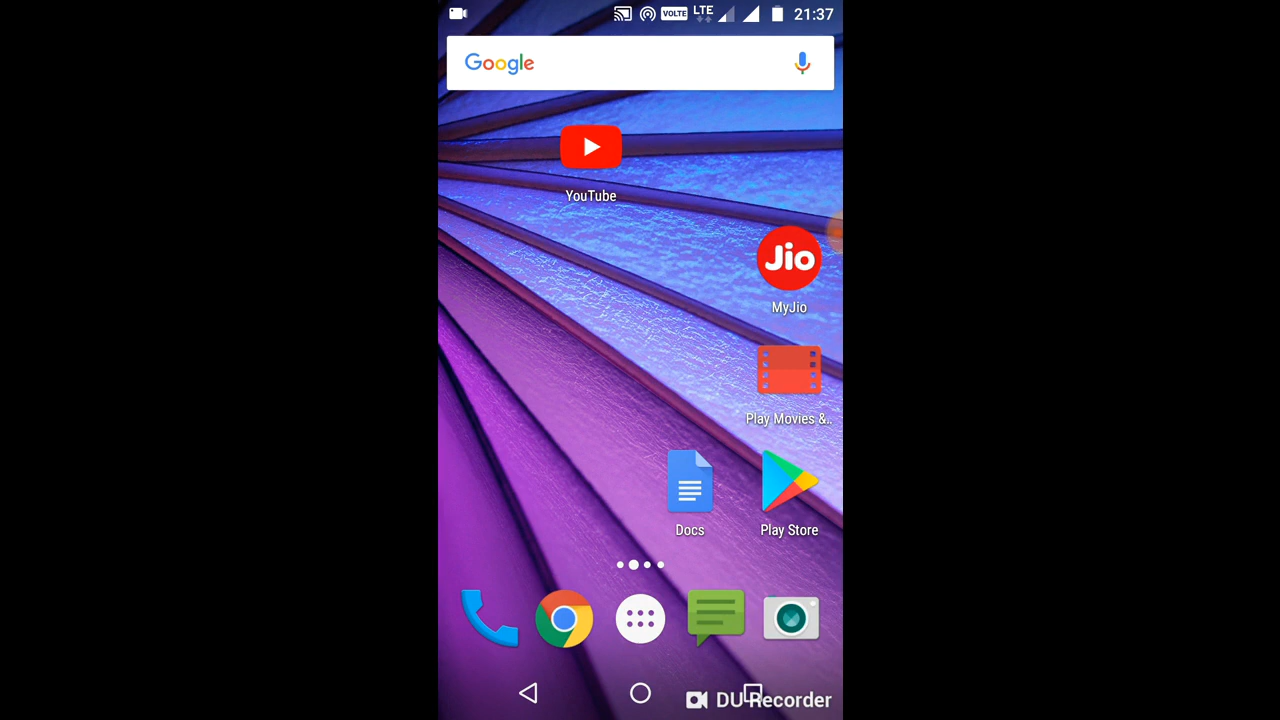 VOLTE LTE 21:37
Google
YouTube
Jio
MyJio
Play Movies &..
Docs
Play Store
DU Recorder